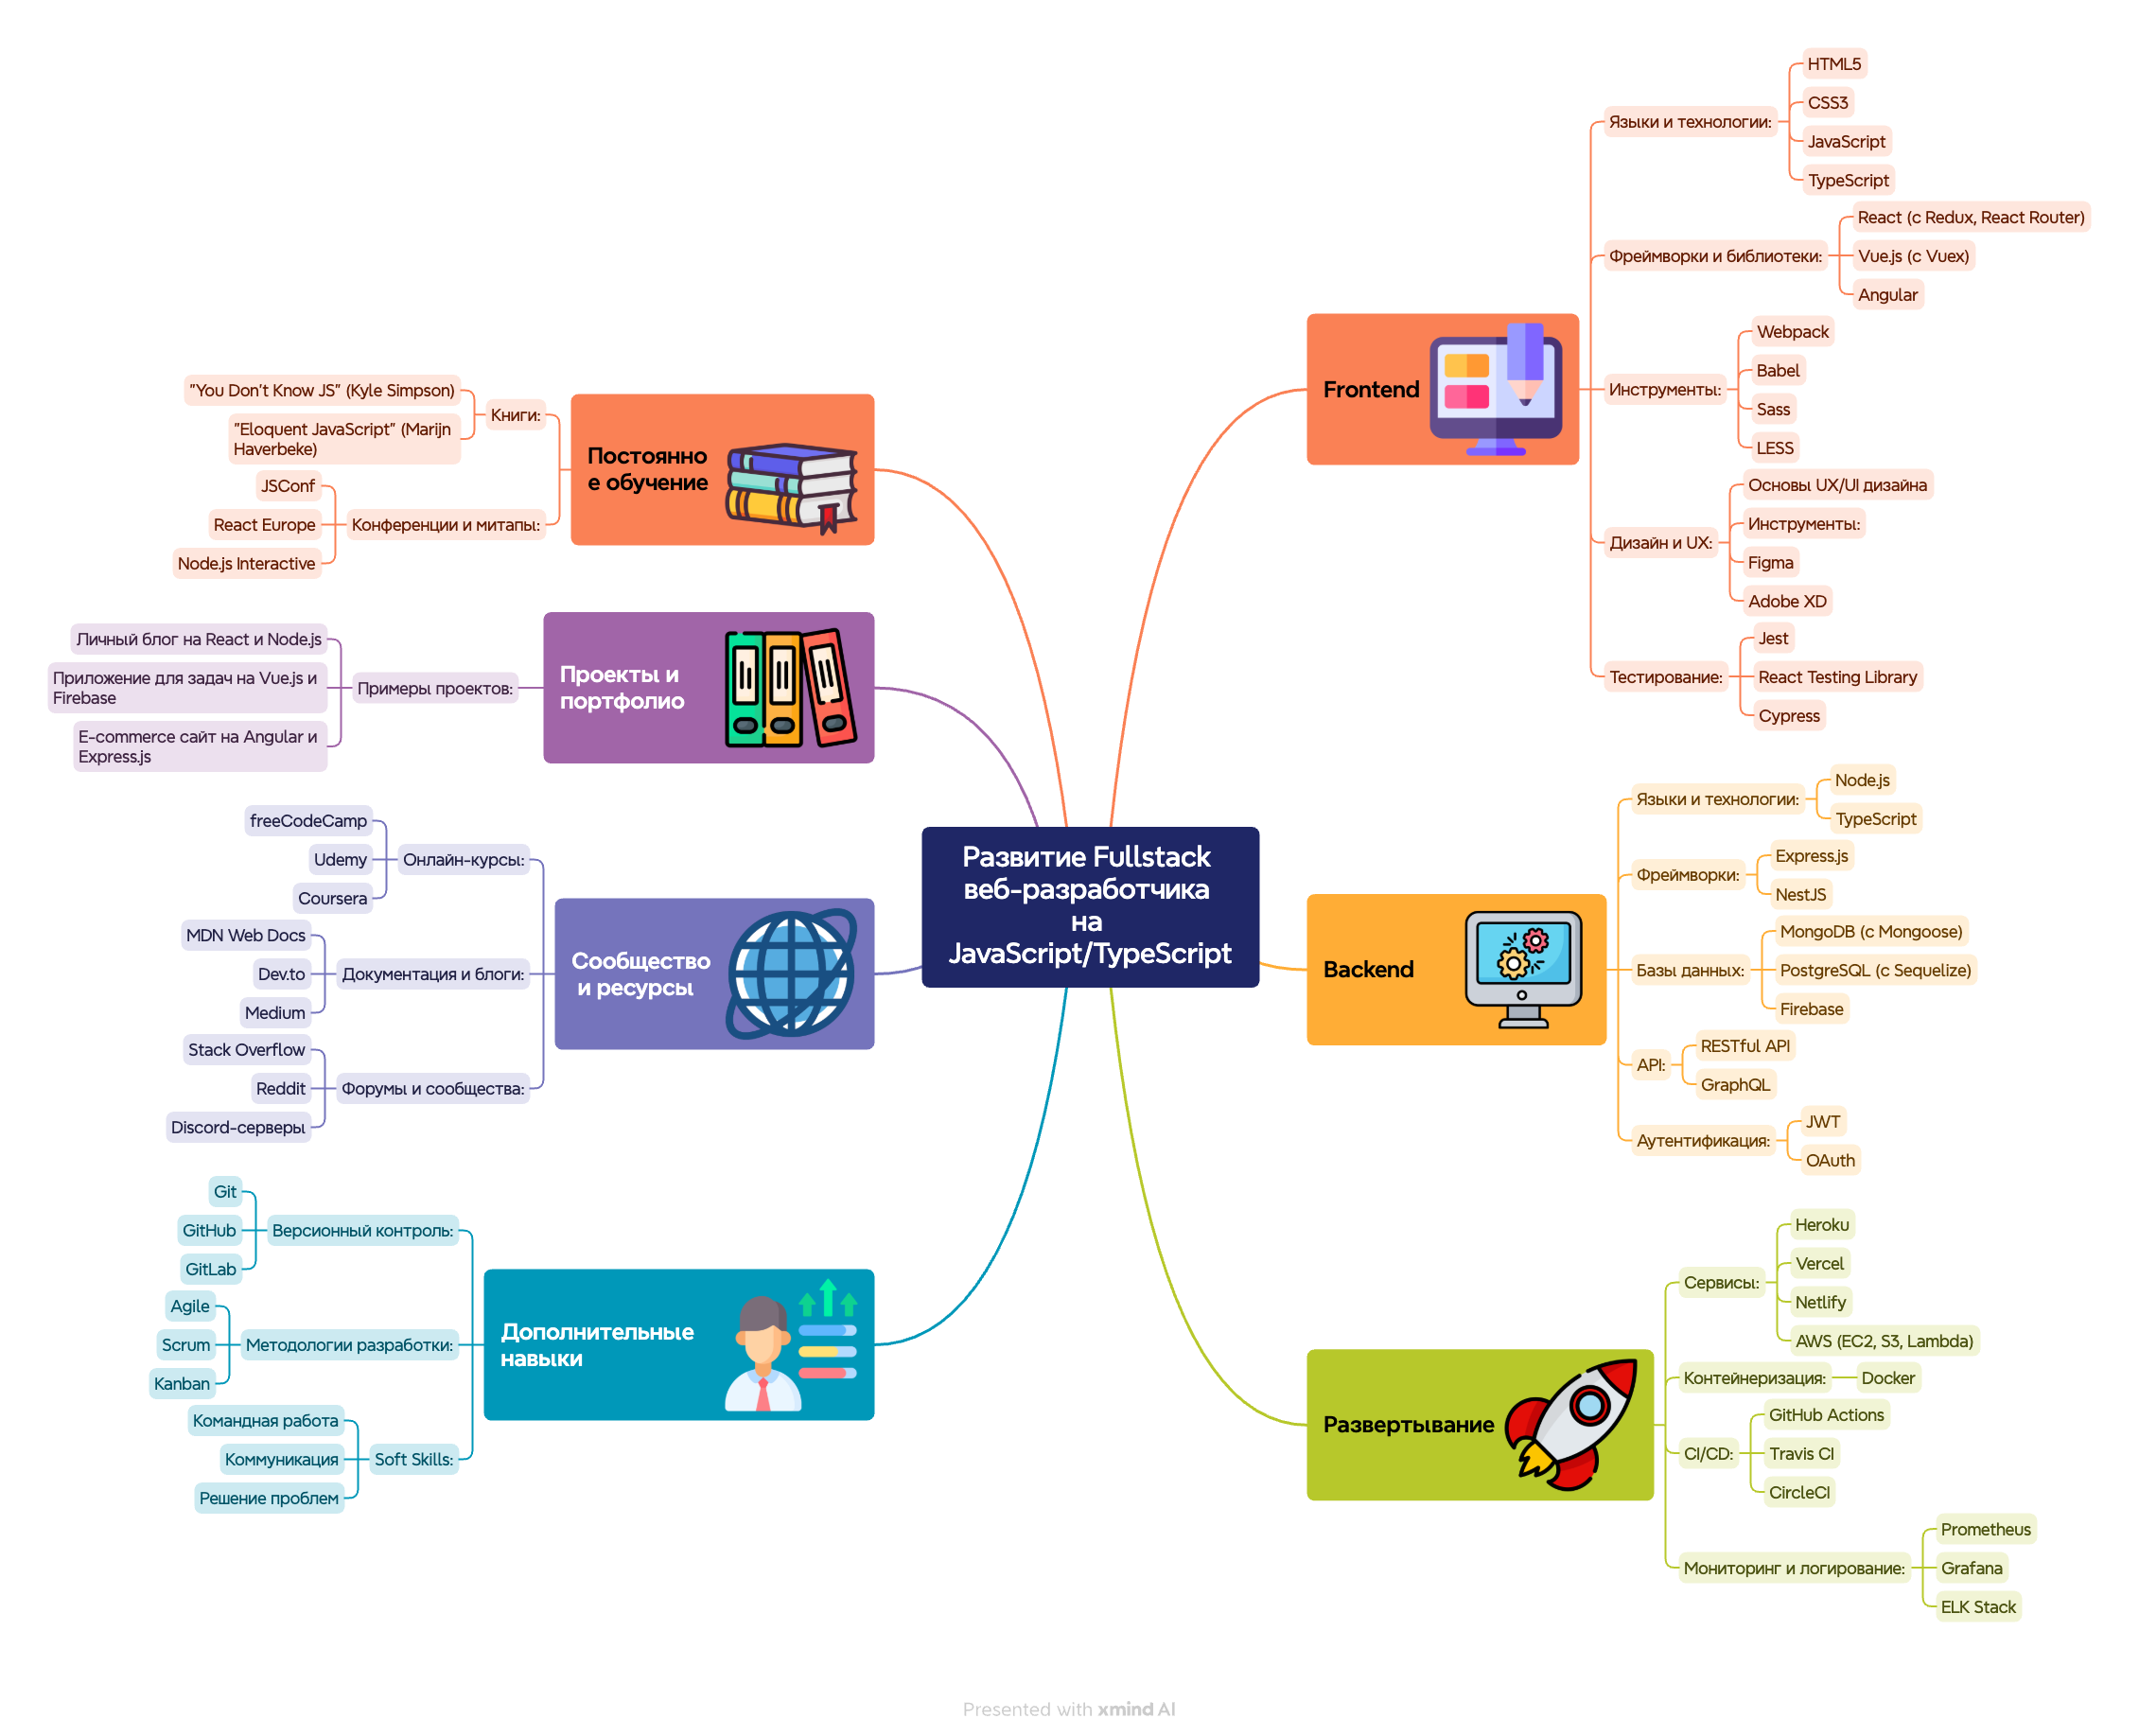 Развитие Fullstack
веб-разработчика
на
JavaScript/TypeScript
Frontend
Языки и технологии:
HTML5
CSS3
JavaScript
TypeScript
Фреймворки и библиотеки:
React (с Redux, React Router)
Vue.js (с Vuex)
Angular
Инструменты:
Webpack
Babel
Sass
LESS
Дизайн и UX:
Основы UX/UI дизайна
Инструменты:
Figma
Adobe XD
Тестирование:
Jest
React Testing Library
Cypress
Backend
Языки и технологии:
Node.js
TypeScript
Фреймворки:
Express.js
NestJS
Базы данных:
MongoDB (с Mongoose)
PostgreSQL (с Sequelize)
Firebase
API:
RESTful API
GraphQL
Аутентификация:
JWT
OAuth
Развертывание
Сервисы:
Heroku
Vercel
Netlify
AWS (EC2, S3, Lambda)
Контейнеризация:
Docker
CI/CD:
GitHub Actions
Travis CI
CircleCI
Мониторинг и логирование:
Prometheus
Grafana
ELK Stack
Постоянно
е обучение
Книги:
"You Don't Know JS" (Kyle Simpson)
"Eloquent JavaScript" (Marijn
Haverbeke)
Конференции и митапы:
JSConf
React Europe
Node.js Interactive
Проекты и
портфолио
Примеры проектов:
Личный блог на React и Node.js
Приложение для задач на Vue.js и
Firebase
E-commerce сайт на Angular и
Express.js
Сообщество
и ресурсы
Онлайн-курсы:
freeCodeCamp
Udemy
Coursera
Документация и блоги:
MDN Web Docs
Dev.to
Medium
Форумы и сообщества:
Stack Overflow
Reddit
Discord-серверы
Дополнительные
навыки
Версионный контроль:
Git
GitHub
GitLab
Методологии разработки:
Agile
Scrum
Kanban
Soft Skills:
Командная работа
Коммуникация
Решение проблем
Presented with xmind AI